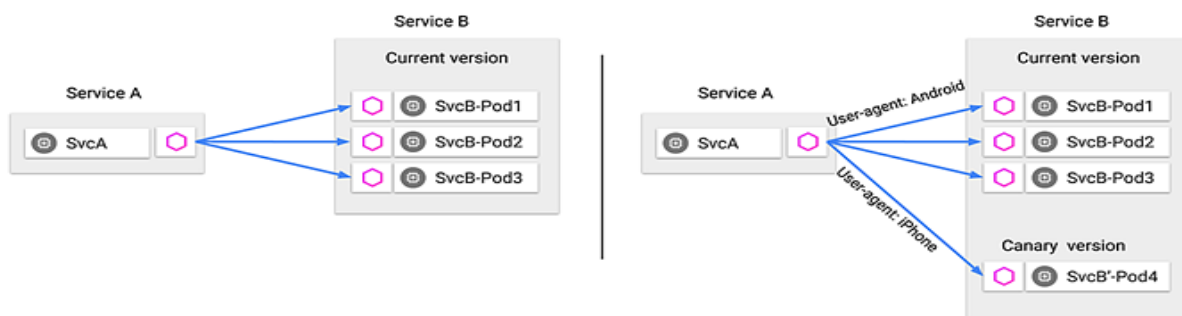 Service B
Current version
Service A
SvcB-Pod1
SvcA
SvcB-Pod2
SvcB-Pod3
Service B
Current version
Service A
User-agent: Android
SvcB-Pod1
SvcA
SvcB-Pod2
SvcB-Pod3
User-agent: iPhone
Canary version
SvcB'-Pod4